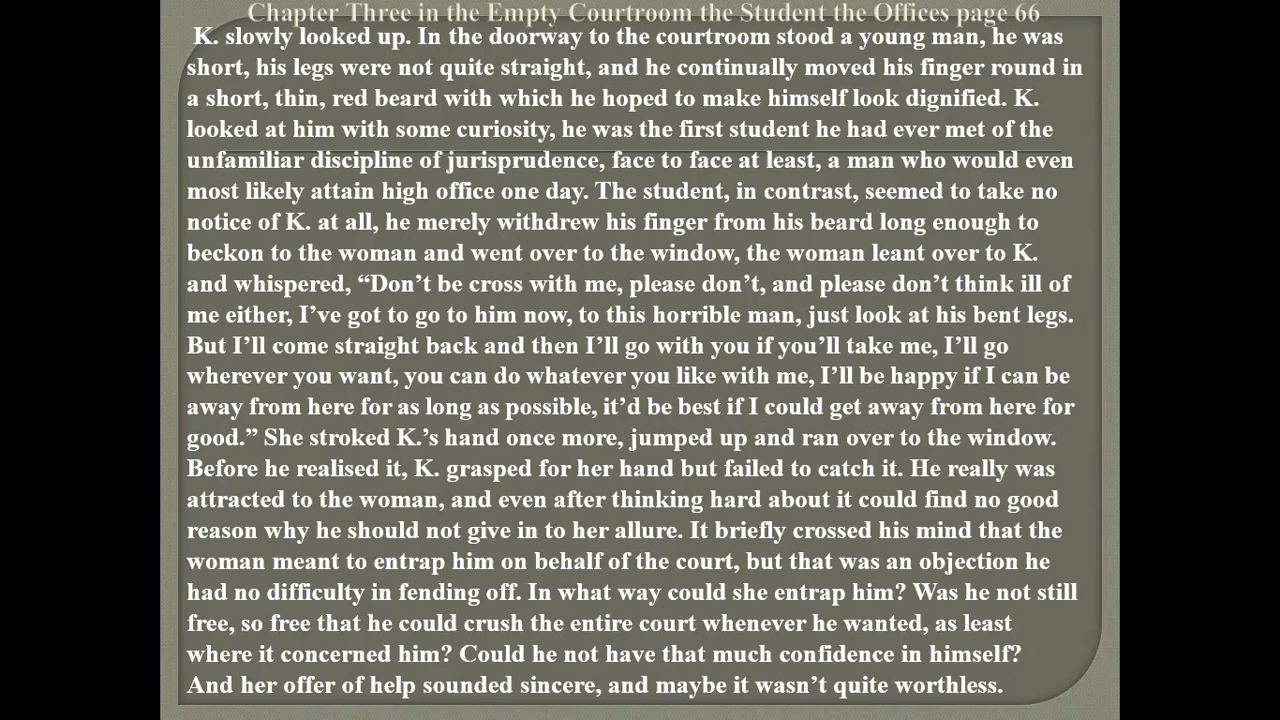 Chapter Three in the Empty Courtroom the Student the Offices page 66
K. slowly looked up. In the doorway to the courtroom stood a young man, he was
short, his legs were not quite straight, and he continually moved his finger round in
a short, thin, red beard with which he hoped to make himself look dignified. K.
looked at him with some curiosity, he was the first student he had ever met of the
unfamiliar discipline of jurisprudence, face to face at least, a man who would even
most likely attain high office one day. The student, in contrast, seemed to take no
notice of K. at all, he merely withdrew his finger from his beard long enough to
beckon to the woman and went over to the window, the woman leant over to K.
and whispered, “Don’t be cross with me, please don’t, and please don’t think ill of
me either, I’ve got to go to him now, to this horrible man, just look at his bent legs.
But I’ll come straight back and then I’ll go with you if you’ll take me, I’ll go
wherever you want, you can do whatever you like with me, I’ll be happy if I can be
away from here for as long as possible, it’d be best if I could get away from here for
good.” She stroked K.’s hand once more, jumped up and ran over to the window.
Before he realised it, K. grasped for her hand but failed to catch it. He really was
attracted to the woman, and even after thinking hard about it could find no good
reason why he should not give in to her allure. It briefly crossed his mind that the
woman meant to entrap him on behalf of the court, but that was an objection he
had no difficulty in fending off. In what way could she entrap him? Was he not still
free, so free that he could crush the entire court whenever he wanted, as least
where it concerned him? Could he not have that much confidence in himself?
And her offer of help sounded sincere, and maybe it wasn’t quite worthless.